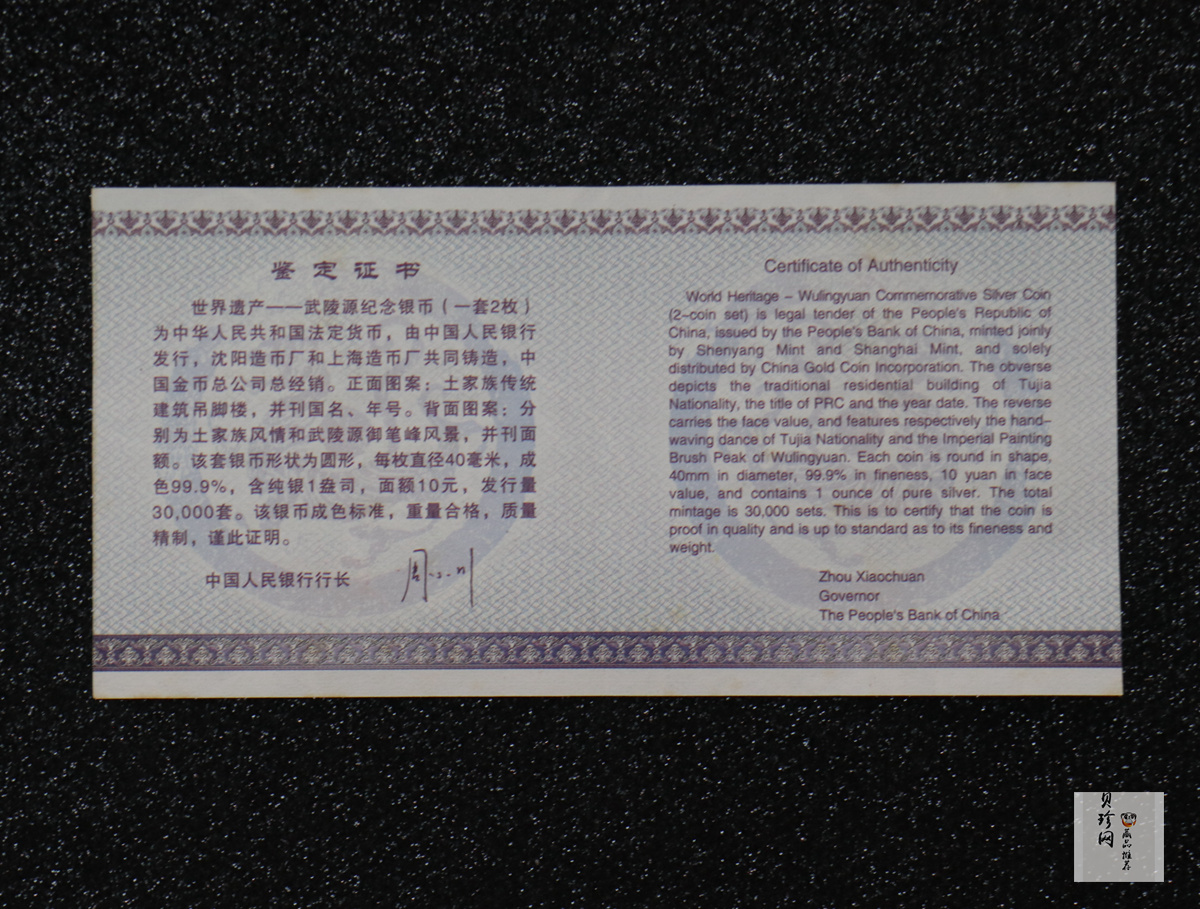 鉴定证书
世界遗产——武陵源纪念银币（一套2枚）
为中华人民共和国法定货币，由中国人民银行
发行，沈阳造币厂和上海造币厂共同铸造，中
国金币总公司总经销。正面图案：土家族传统
建筑吊脚楼，并刊国名、年号。背面图案：分
别为土家族风情和武陵源御笔峰风景，并刊面
额。该套银币形状为圆形，每枚直径40毫米，成
色99.9%，含纯银1盎司，面额10元，发行量
30,000套。该银币成色标准，重量合格，质量
精制，谨此证明。
中国人民银行行长
Certificate of Authenticity
World Heritage – Wulingyuan Commemorative Silver Coin
(2–coin set) is legal tender of the People's Republic of
China, issued by the People's Bank of China, minted joinly
by Shenyang Mint and Shanghai Mint, and solely
distributed by China Gold Coin Incorporation. The obverse
depicts the traditional residential building of Tujia
Nationality, the title of PRC and the year date. The reverse
carries the face value, and features respectively the hand–
waving dance of Tujia Nationality and the Imperial Painting
Brush Peak of Wulingyuan. Each coin is round in shape,
40mm in diameter, 99.9% in fineness, 10 yuan in face
value, and contains 1 ounce of pure silver. The total
mintage is 30,000 sets. This is to certify that the coin is
proof in quality and is up to standard as to its fineness and
weight.
Zhou Xiaochuan
Governor
The People's Bank of China
贝珍网
藏品推荐